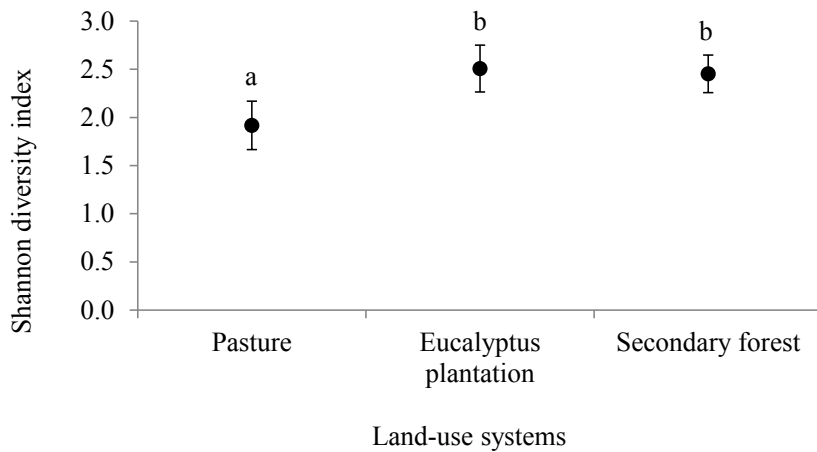 3.0
2.5
2.0
1.5
1.0
0.5
0.0
Shannon diversity index
a
b
b
Pasture
Eucalyptus
plantation
Secondary forest
Land-use systems